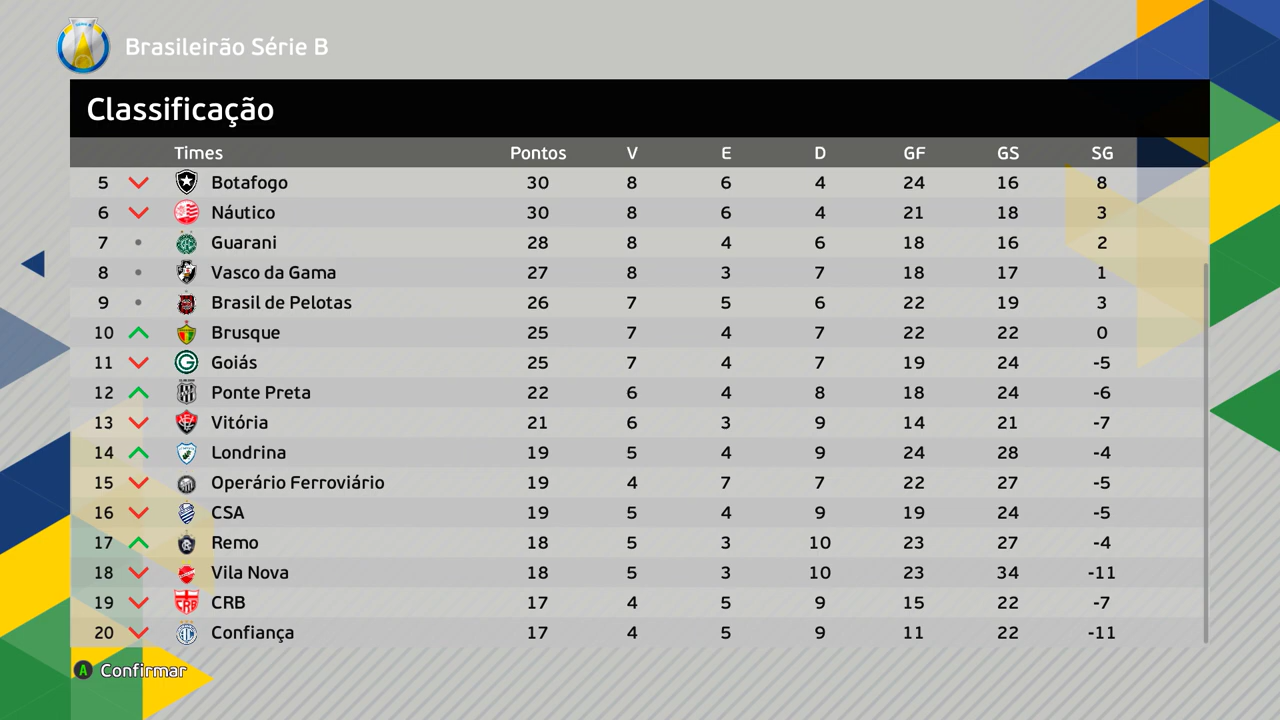 Brasileirão Série B
Classificação
Times Pontos V E D GF GS SG
5 Botafogo 30 8 6 4 24 16 8
6 Náutico 30 8 6 4 21 18 3
7 Guarani 28 8 4 6 18 16 2
8 Vasco da Gama 27 8 3 7 18 17 1
9 Brasil de Pelotas 26 7 5 6 22 19 3
10 Brusque 25 7 4 7 22 22 0
11 Goiás 25 7 4 7 19 24 -5
12 Ponte Preta 22 6 4 8 18 24 -6
13 Vitória 21 6 3 9 14 21 -7
14 Londrina 19 5 4 9 24 28 -4
15 Operário Ferroviário 19 4 7 7 22 27 -5
16 CSA 19 5 4 9 19 24 -5
17 Remo 18 5 3 10 23 27 -4
18 Vila Nova 18 5 3 10 23 34 -11
19 CRB 17 4 5 9 15 22 -7
20 Confiança 17 4 5 9 11 22 -11
A Confirmar